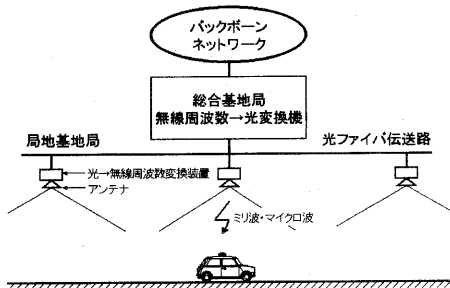 バックボーン
ネットワーク
総合基地局
無線周波数→光変換機
局地基地局
光ファイバ伝送路
光→無線周波数変換装置
アンテナ
ミリ波・マイクロ波